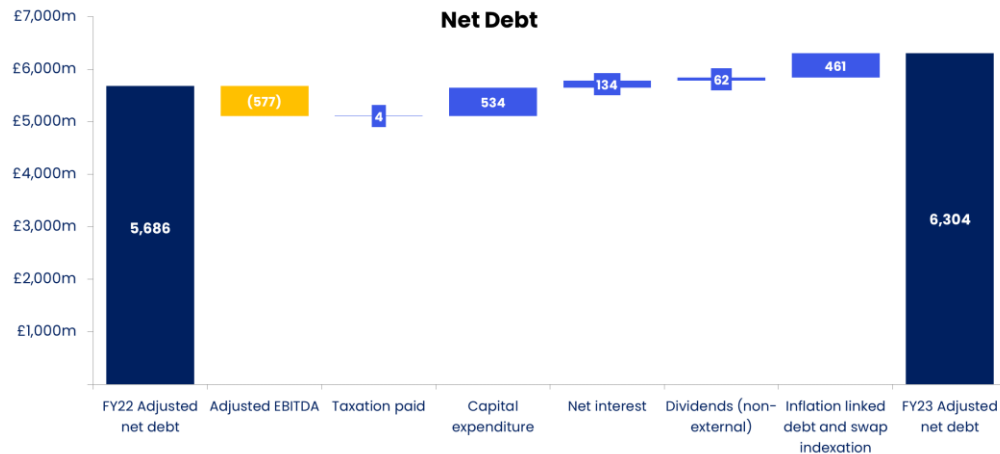 Net Debt
£7,000m
£6,000m
£5,000m
£4,000m
£3,000m
£2,000m
£1,000m
5,686
(577)
4
534
134
62
461
6,304
FY22 Adjusted
net debt
Adjusted EBITDA
Taxation paid
Capital
expenditure
Net interest
Dividends (non-
external)
Inflation linked
debt and swap
indexation
FY23 Adjusted
net debt